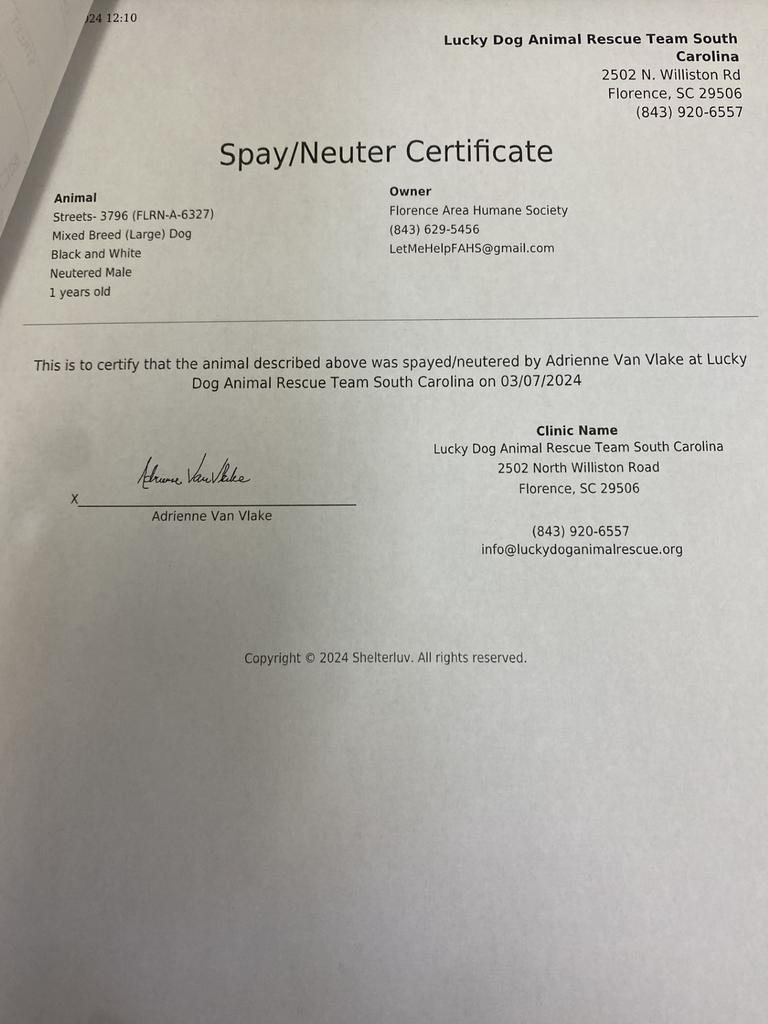 24 12:10
Lucky Dog Animal Rescue Team South
Carolina
2502 N. Williston Rd
Florence, SC 29506
(843) 920-6557
Spay/Neuter Certificate
Animal
Streets- 3796 (FLRN-A-6327)
Mixed Breed (Large) Dog
Black and White
Neutered Male
1 years old
Owner
Florence Area Humane Society
(843) 629-5456
LetMeHelpFAHS@gmail.com
This is to certify that the animal described above was spayed/neutered by Adrienne Van Vlake at Lucky
Dog Animal Rescue Team South Carolina on 03/07/2024
Adrienne Van Vlake
X
Adrienne Van Vlake
Clinic Name
Lucky Dog Animal Rescue Team South Carolina
2502 North Williston Road
Florence, SC 29506
(843) 920-6557
info@luckydoganimalrescue.org
Copyright © 2024 Shelterluv. All rights reserved.